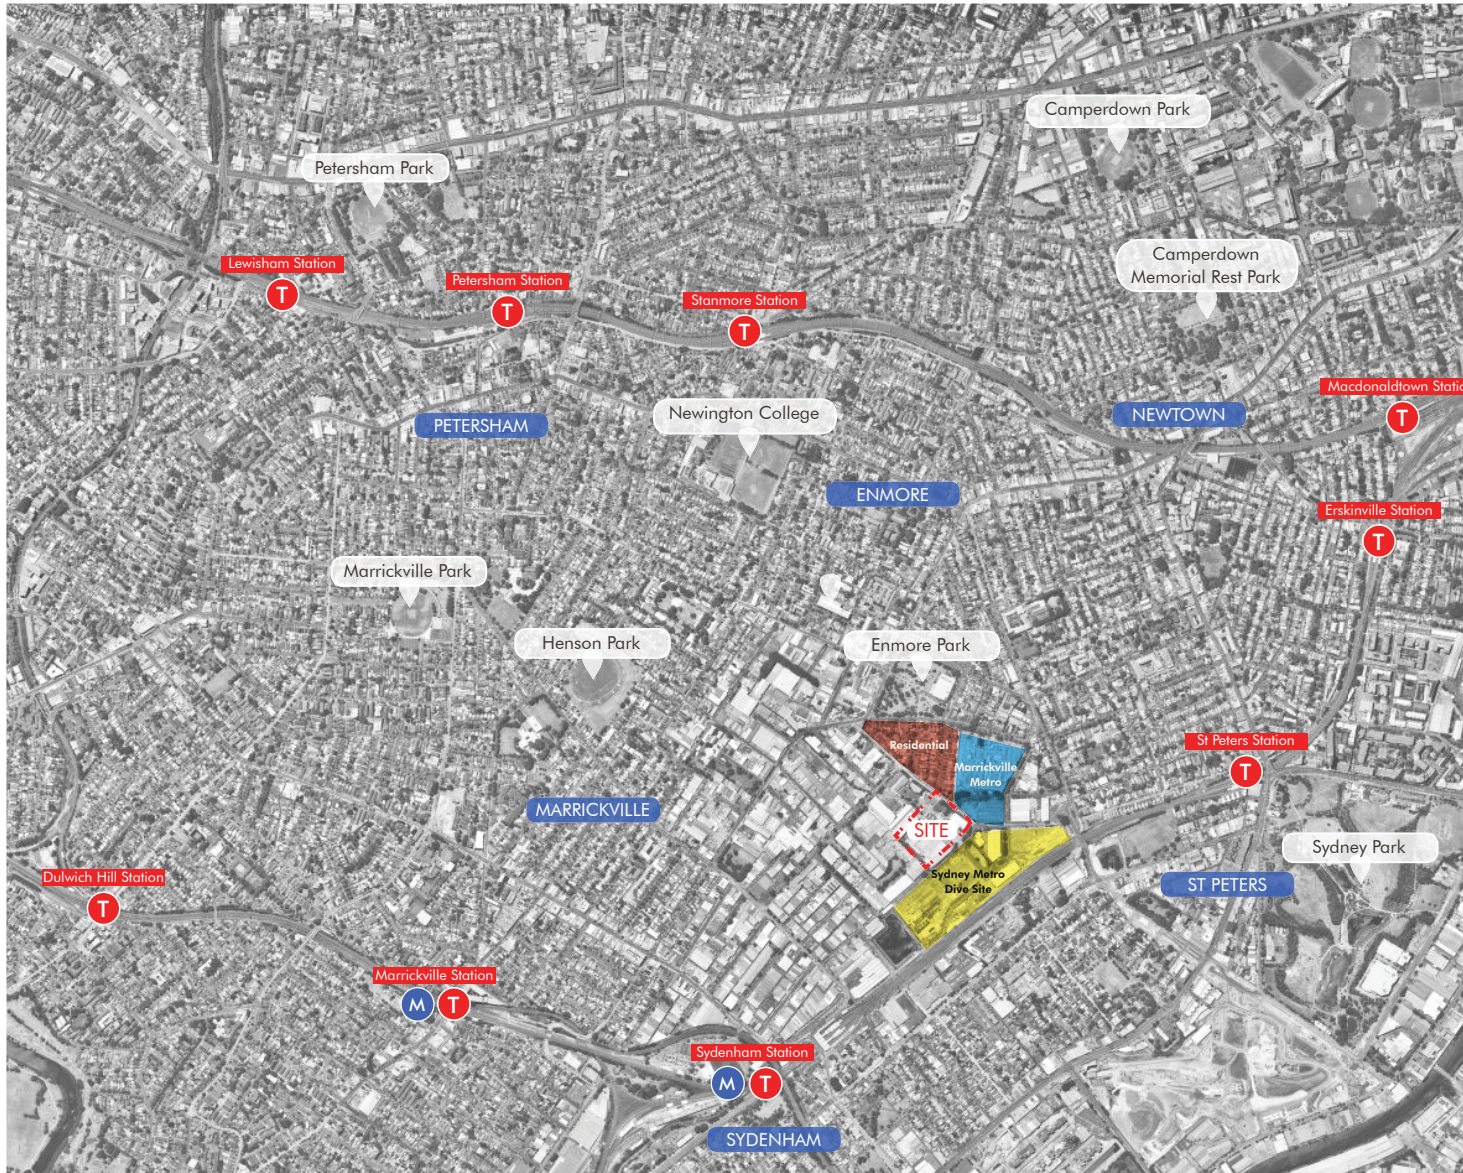 Camperdown Park
Petersham Park
Camperdown
Memorial Rest Park
Lewisham Station
T
Petersham Station
T
Stanmore Station
T
Macdonaldtown Static
T
Newington College
PETERSHAM
NEWTOWN
ENMORE
Erskinville Station
T
Marrickville Park
Henson Park
Enmore Park
Residential
Marrickville
Metro
St Peters Station
T
MARRICKVILLE
SITE
Sydney Park
Sydney Metro
Dive Site
ST PETERS
Dulwich Hill Station
T
Marrickville Station
M T
Sydenham Station
M T
SYDENHAM